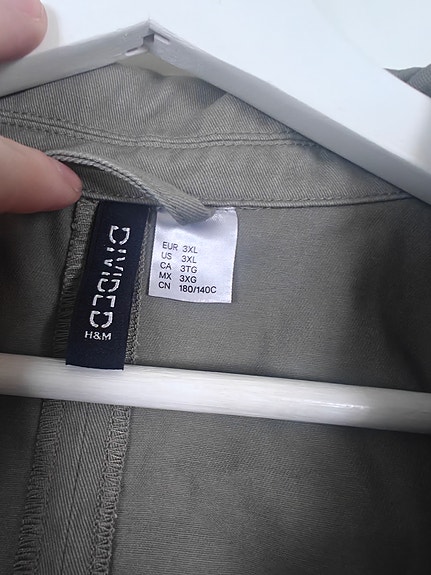 DIVIDED
H&M
EUR 3XL
US 3XL
CA 3TG
MX 3XG
CN 180/140C